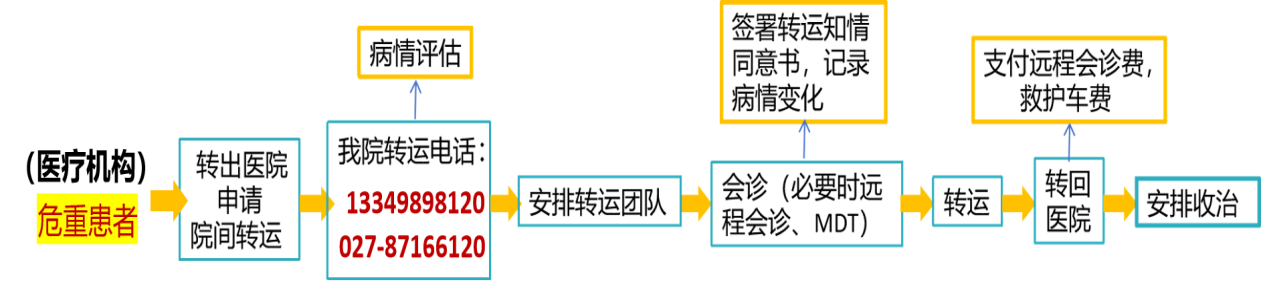 （医疗机构）
危重患者
转出医院
申请
院间转运
病情评估
我院转运电话：
13349898120
027-87166120
安排转运团队
签署转运知情
同意书，记录
病情变化
会诊（必要时远
程会诊、MDT）
转运
支付远程会诊费，
救护车费
转回
医院
安排收治